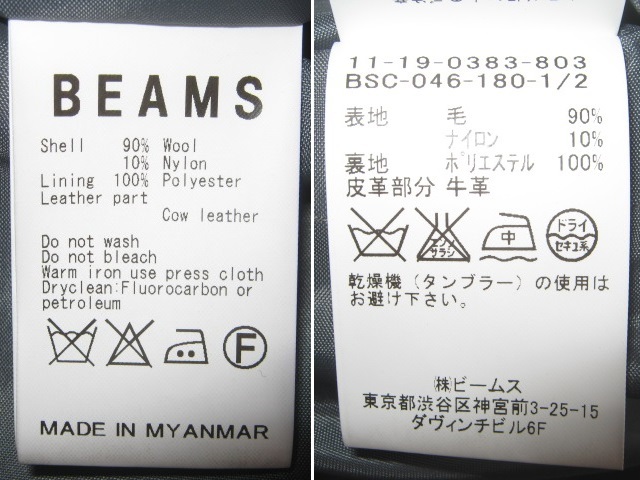 BEAMS
Shell 90% Wool
10% Nylon
Lining 100% Polyester
Leather part
Cow leather
Do not wash
Do not bleach
Warm iron use press cloth
Dryclean:Fluorocarbon or
petroleum
F
MADE IN MYANMAR
11-19-0383-803
BSC-046-180-1/2
表地 毛 90%
ナイロン 10%
裏地 ポリエステル 100%
皮革部分 牛革
エンソ サラシ 中 ドライ セキユ系
乾燥機(タンブラー)の使用は
お避け下さい。
㈱ビームス
東京都渋谷区神宮前3-25-15
ダヴィンチビル6F